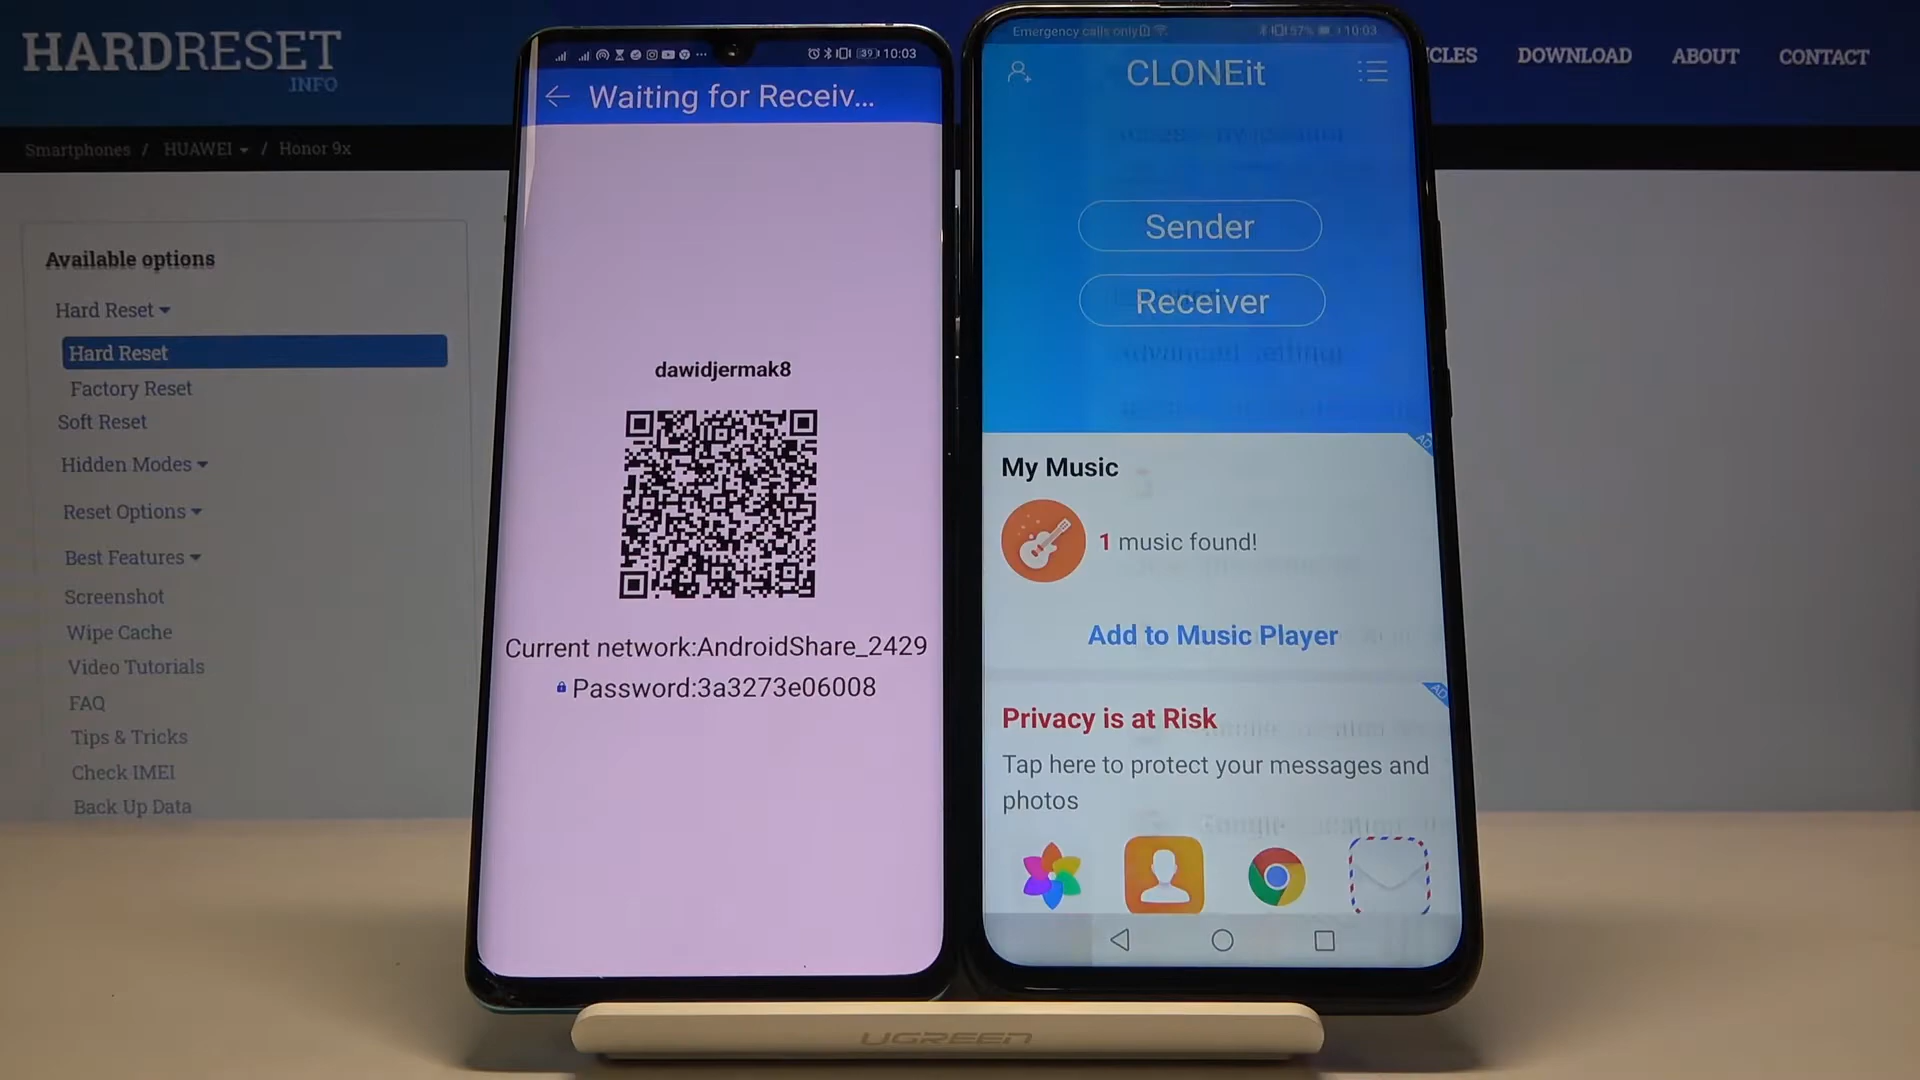 HARDRESET
.INFO
CLES
DOWNLOAD
ABOUT
CONTACT
Smartphones / HUAWEI / Honor 9x
Available options
Hard Reset
Hard Reset
Factory Reset
Soft Reset
Hidden Modes
Reset Options
Best Features
Screenshot
Wipe Cache
Video Tutorials
FAQ
Tips & Tricks
Check IMEI
Back Up Data
39 10:03
Waiting for Receiv...
dawidjermak8
Current network:AndroidShare_2429
Password:3a3273e06008
Emergency calls only
57% 10:03
CLONEit
Sender
Receiver
AD
My Music
1 music found!
Add to Music Player
AD
Privacy is at Risk
Tap here to protect your messages and
photos
UGREEN